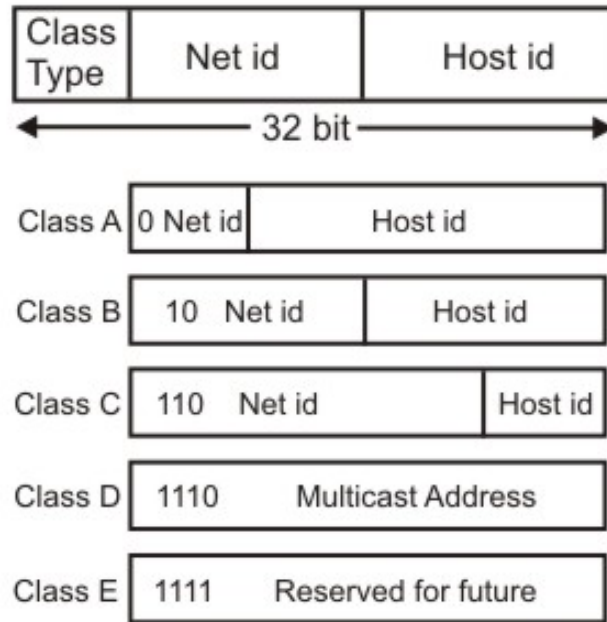 Class Type Net id Host id
32 bit
Class A 0 Net id Host id
Class B 10 Net id Host id
Class C 110 Net id Host id
Class D 1110 Multicast Address
Class E 1111 Reserved for future